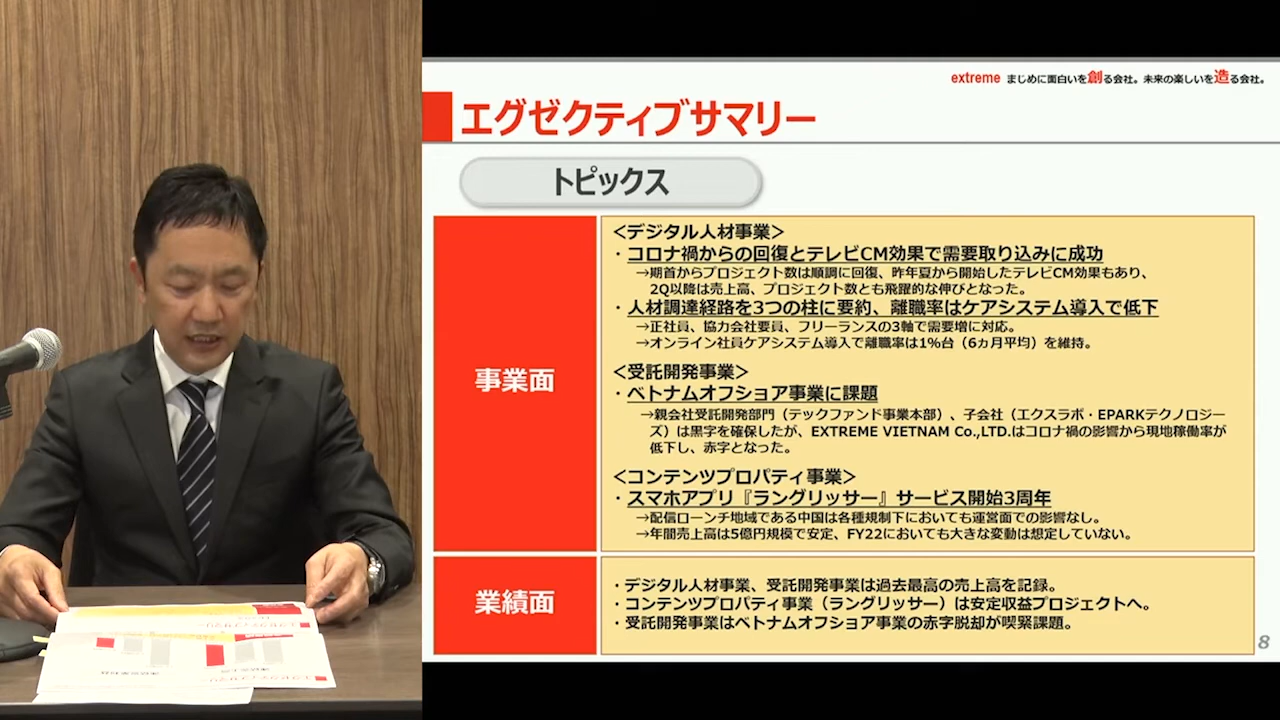 extreme まじめに面白いを創る会社。未来の楽しいを造る会社。
エグゼクティブサマリー
トピックス
事業面
＜デジタル人材事業＞
・コロナ禍からの回復とテレビCM効果で需要取り込みに成功
→期首からプロジェクト数は順調に回復、昨年夏から開始したテレビCM効果もあり、
2Q以降は売上高、プロジェクト数とも飛躍的な伸びとなった。
・人材調達経路を3つの柱に要約、離職率はケアシステム導入で低下
→正社員、協力会社要員、フリーランスの3軸で需要増に対応。
→オンライン社員ケアシステム導入で離職率は1%台（6ヵ月平均）を維持。
＜受託開発事業＞
・ベトナムオフショア事業に課題
→親会社受託開発部門（テックファンド事業本部）、子会社（エクスラボ・EPARKテクノロジー
ズ）は黒字を確保したが、EXTREME VIETNAM Co.,LTD.はコロナ禍の影響から現地稼働率が
低下し、赤字となった。
＜コンテンツプロパティ事業＞
・スマホアプリ『ラングリッサー』サービス開始3周年
→配信ローンチ地域である中国は各種規制下においても運営面での影響なし。
→年間売上高は5億円規模で安定、FY22においても大きな変動は想定していない。
業績面
・デジタル人材事業、受託開発事業は過去最高の売上高を記録。
・コンテンツプロパティ事業（ラングリッサー）は安定収益プロジェクトへ。
・受託開発事業はベトナムオフショア事業の赤字脱却が喫緊課題。
8